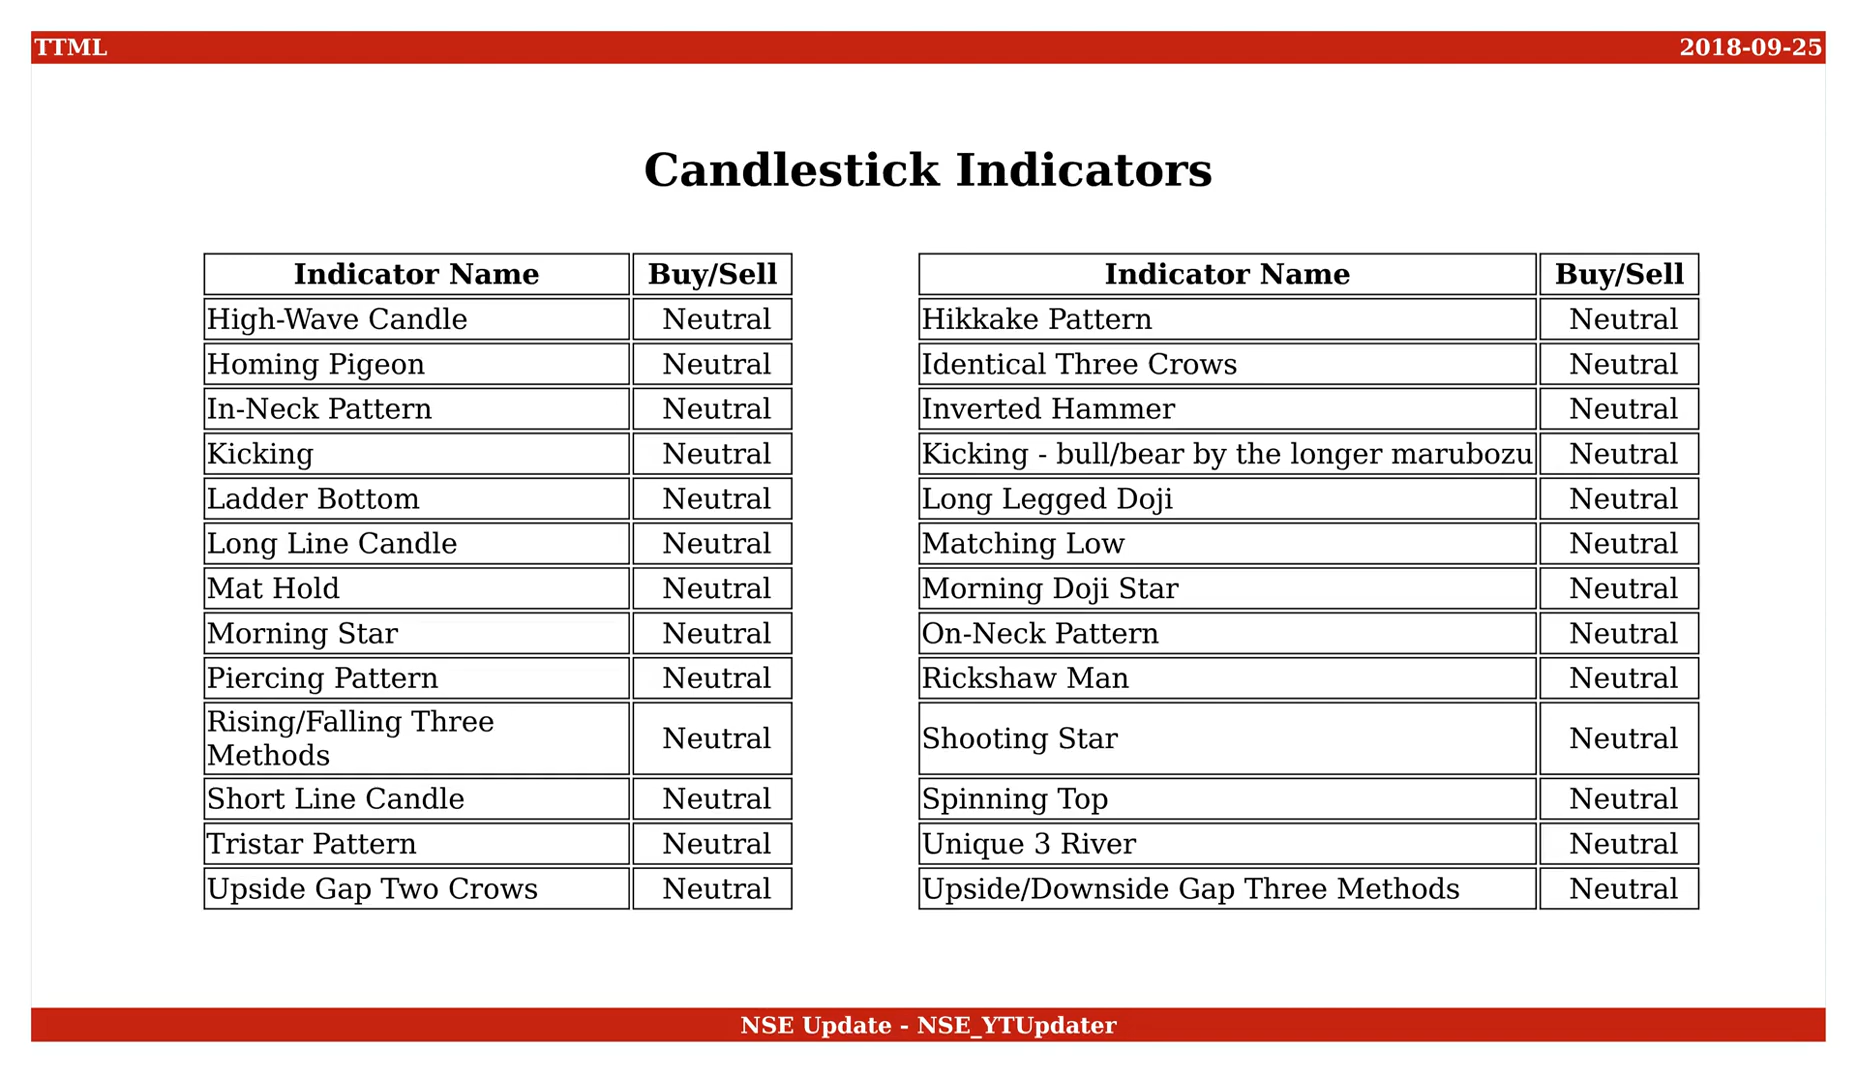 TTML 2018-09-25
Candlestick Indicators
Indicator Name Buy/Sell
High-Wave Candle Neutral
Homing Pigeon Neutral
In-Neck Pattern Neutral
Kicking Neutral
Ladder Bottom Neutral
Long Line Candle Neutral
Mat Hold Neutral
Morning Star Neutral
Piercing Pattern Neutral
Rising/Falling Three
Methods Neutral
Short Line Candle Neutral
Tristar Pattern Neutral
Upside Gap Two Crows Neutral
Indicator Name Buy/Sell
Hikkake Pattern Neutral
Identical Three Crows Neutral
Inverted Hammer Neutral
Kicking - bull/bear by the longer marubozu Neutral
Long Legged Doji Neutral
Matching Low Neutral
Morning Doji Star Neutral
On-Neck Pattern Neutral
Rickshaw Man Neutral
Shooting Star Neutral
Spinning Top Neutral
Unique 3 River Neutral
Upside/Downside Gap Three Methods Neutral
NSE Update - NSE_YTUpdater